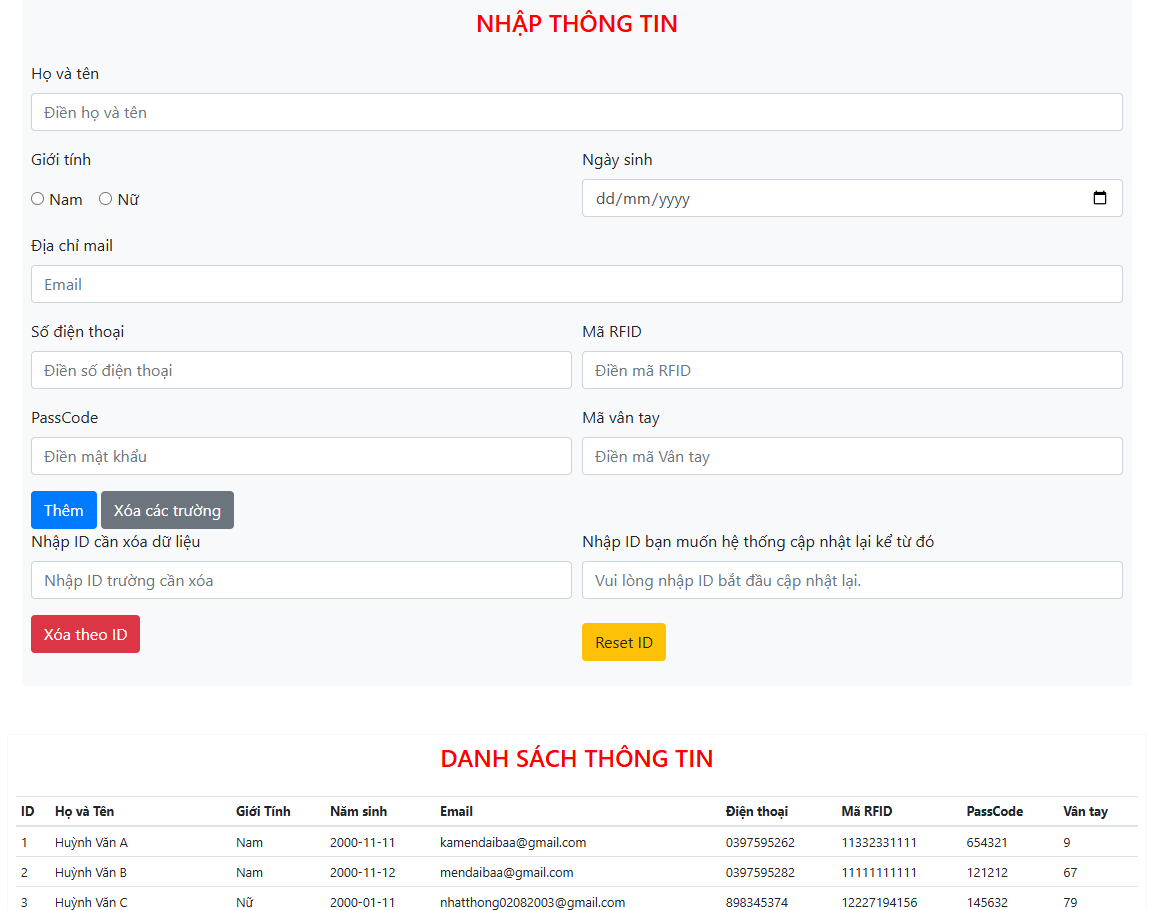 NHẬP THÔNG TIN
Họ và tên
Điền họ và tên
Giới tính Ngày sinh
Nam Nữ dd/mm/yyyy
Địa chỉ mail
Email
Số điện thoại Mã RFID
Điền số điện thoại Điền mã RFID
PassCode Mã vân tay
Điền mật khẩu Điền mã Vân tay
Thêm Xóa các trường
Nhập ID cần xóa dữ liệu Nhập ID bạn muốn hệ thống cập nhật lại kể từ đó
Nhập ID trường cần xóa Vui lòng nhập ID bắt đầu cập nhật lại.
Xóa theo ID Reset ID
DANH SÁCH THÔNG TIN
ID Họ và Tên Giới Tính Năm sinh Email Điện thoại Mã RFID PassCode Vân tay
1 Huỳnh Văn A Nam 2000-11-11 kamendaibaa@gmail.com 0397595262 11332331111 654321 9
2 Huỳnh Văn B Nam 2000-11-12 mendaibaa@gmail.com 0397595282 11111111111 121212 67
3 Huỳnh Văn C Nữ 2000-01-11 nhatthong02082003@gmail.com 898345374 12227194156 145632 79